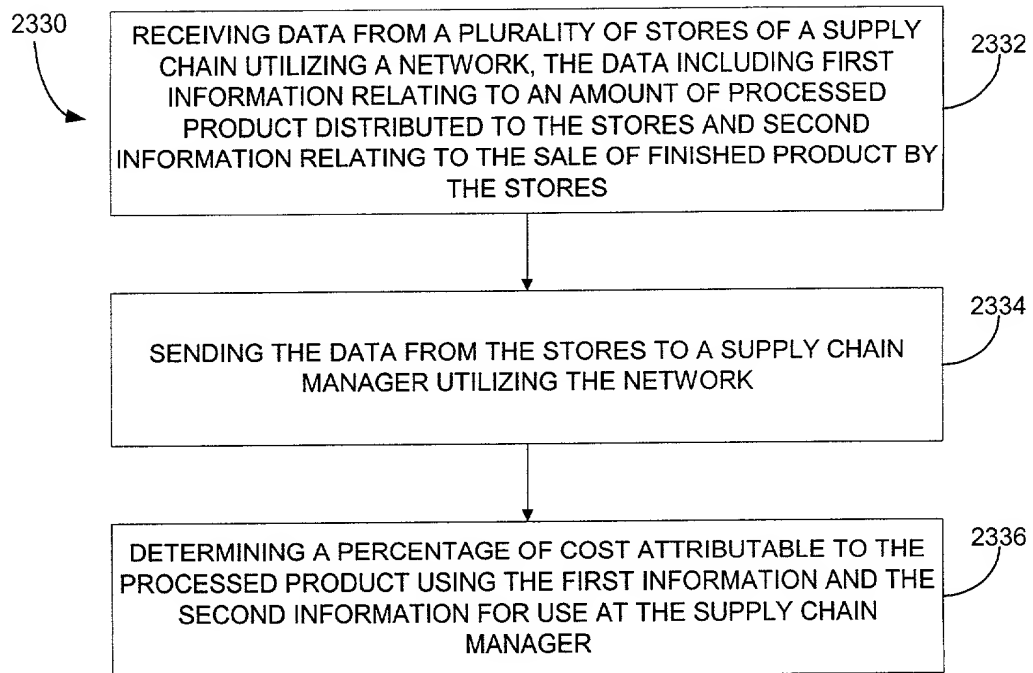 2330
RECEIVING DATA FROM A PLURALITY OF STORES OF A SUPPLY
CHAIN UTILIZING A NETWORK, THE DATA INCLUDING FIRST
INFORMATION RELATING TO AN AMOUNT OF PROCESSED
PRODUCT DISTRIBUTED TO THE STORES AND SECOND
INFORMATION RELATING TO THE SALE OF FINISHED PRODUCT BY
THE STORES
2332
SENDING THE DATA FROM THE STORES TO A SUPPLY CHAIN
MANAGER UTILIZING THE NETWORK
2334
DETERMINING A PERCENTAGE OF COST ATTRIBUTABLE TO THE
PROCESSED PRODUCT USING THE FIRST INFORMATION AND THE
SECOND INFORMATION FOR USE AT THE SUPPLY CHAIN
MANAGER
2336